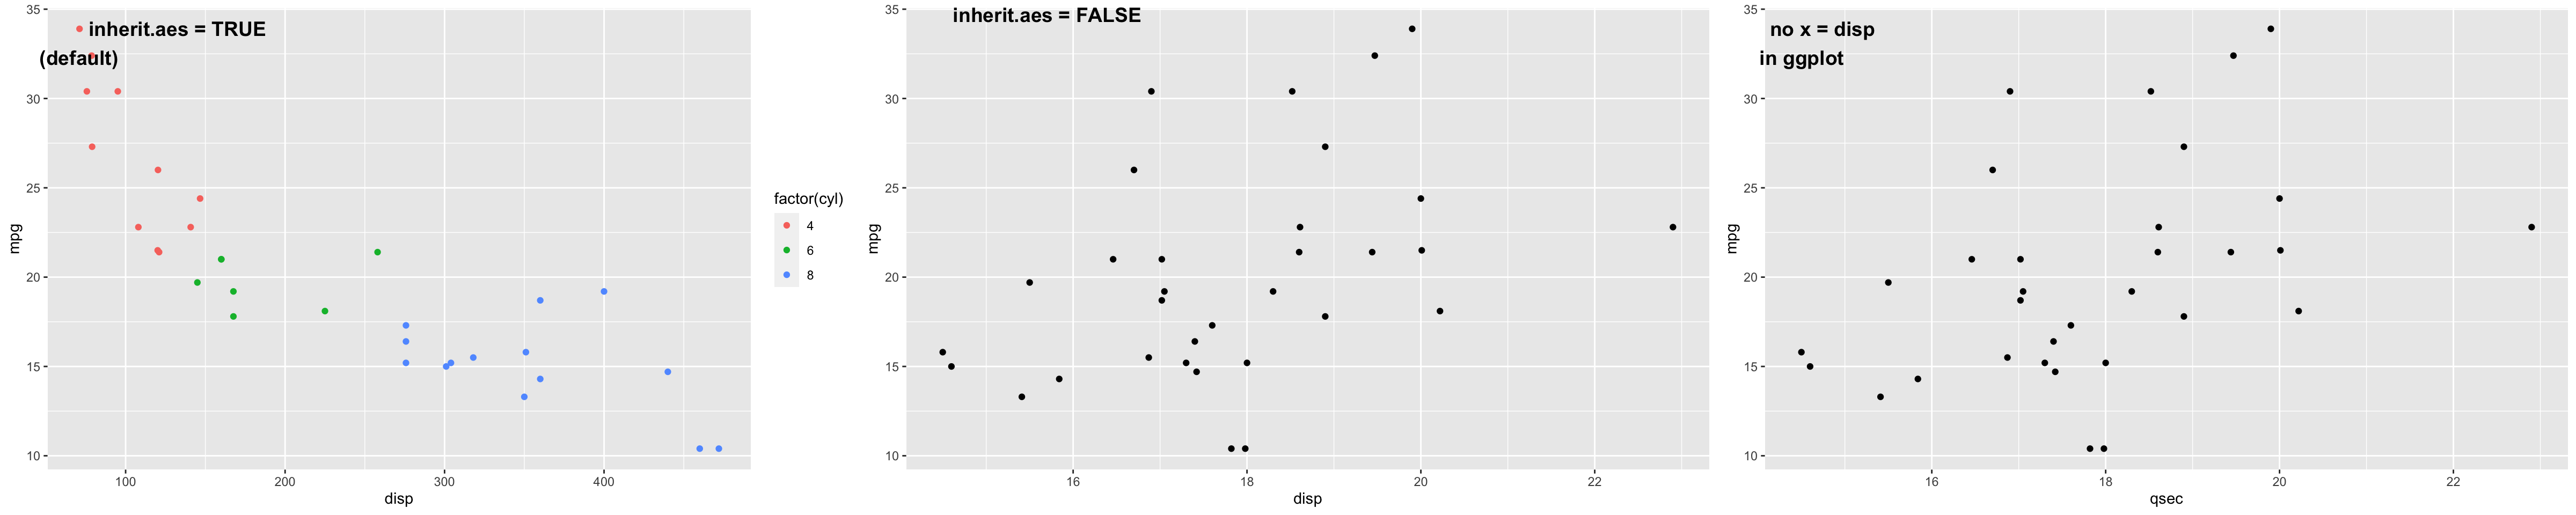 inherit.aes = TRUE
(default)
35
30
25
20
15
10
mpg
100
200
300
400
disp
factor(cyl)
4
6
8
inherit.aes = FALSE
35
30
25
20
15
10
mpg
16
18
20
22
disp
no x = disp
in ggplot
35
30
25
20
15
10
mpg
16
18
20
22
qsec